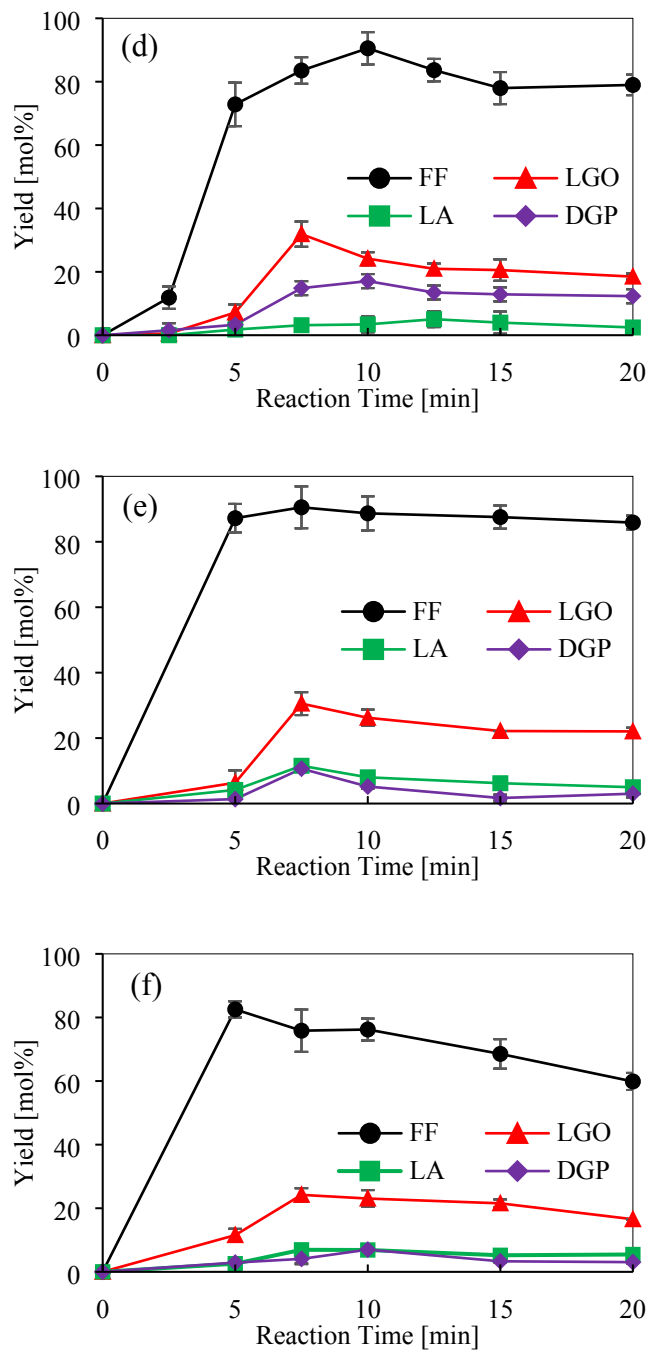 (d)
100
80
60
40
20
0
Yield [mol%]
FF LGO
LA DGP
0 5 10 15 20
Reaction Time [min]
(e)
100
80
60
40
20
0
Yield [mol%]
FF LGO
LA DGP
0 5 10 15 20
Reaction Time [min]
(f)
100
80
60
40
20
0
Yield [mol%]
FF LGO
LA DGP
0 5 10 15 20
Reaction Time [min]